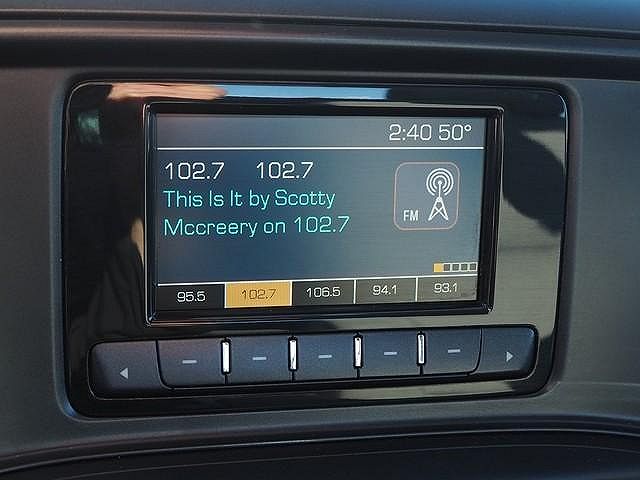 2:40 50°
102.7 102.7
This Is It by Scotty
Mccreery on 102.7
FM
95.5 102.7 106.5 94.1 93.1